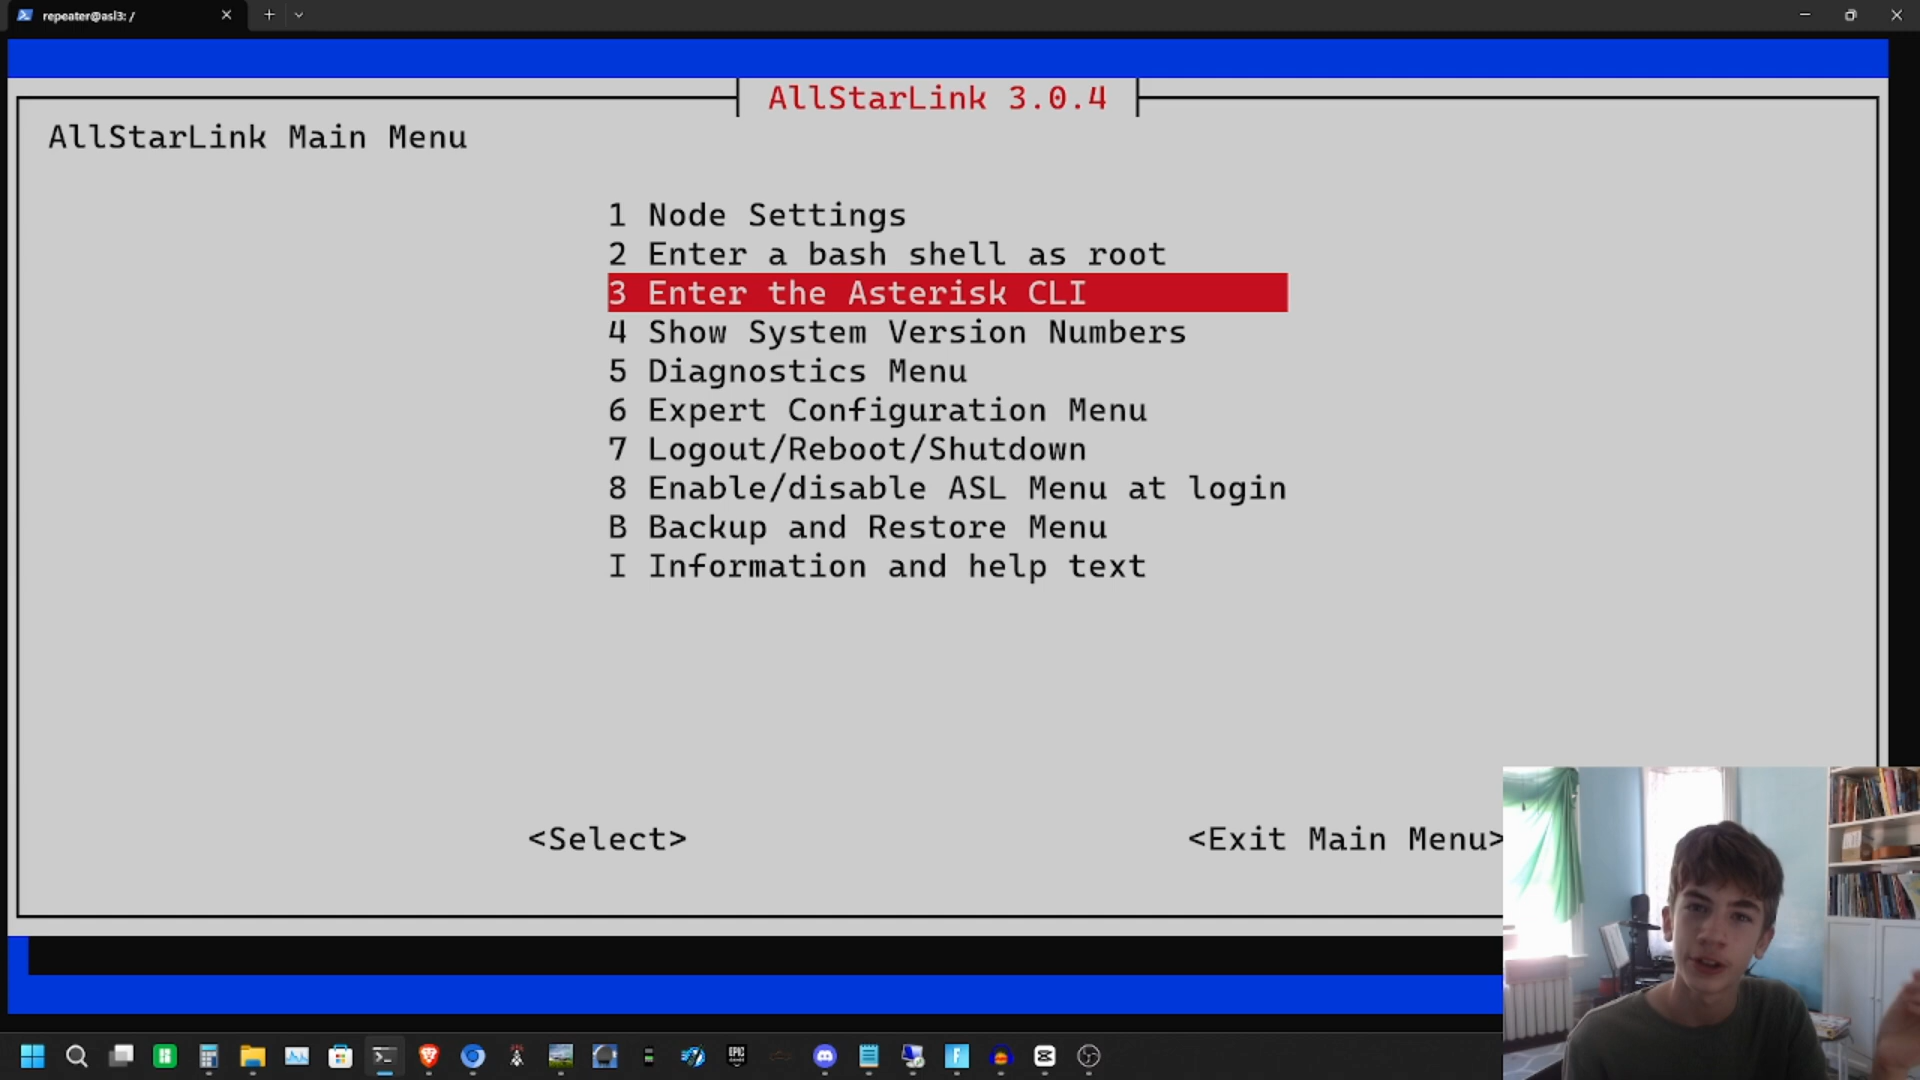 repeater@asl3: /
AllStarLink 3.0.4
AllStarLink Main Menu
1 Node Settings
2 Enter a bash shell as root
3 Enter the Asterisk CLI
4 Show System Version Numbers
5 Diagnostics Menu
6 Expert Configuration Menu
7 Logout/Reboot/Shutdown
8 Enable/disable ASL Menu at login
B Backup and Restore Menu
I Information and help text
<Select>
<Exit Main Menu>
EPIC